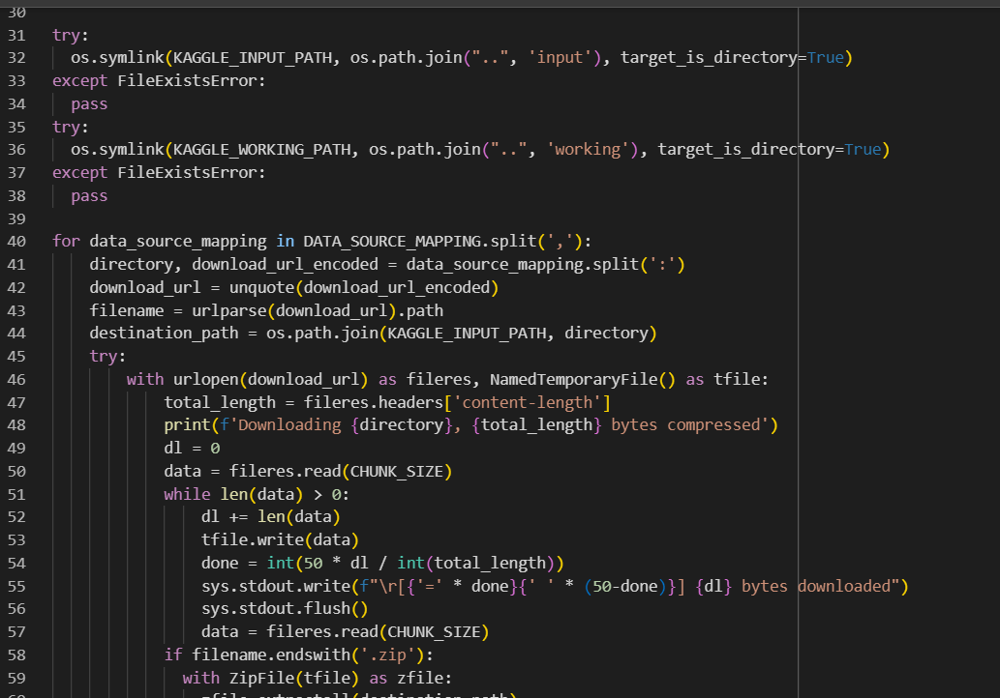 30
31 try:
32   os.symlink(KAGGLE_INPUT_PATH, os.path.join("..", 'input'), target_is_directory=True)
33 except FileExistsError:
34   pass
35 try:
36   os.symlink(KAGGLE_WORKING_PATH, os.path.join("..", 'working'), target_is_directory=True)
37 except FileExistsError:
38   pass
39
40 for data_source_mapping in DATA_SOURCE_MAPPING.split(','):
41     directory, download_url_encoded = data_source_mapping.split(':')
42     download_url = unquote(download_url_encoded)
43     filename = urlparse(download_url).path
44     destination_path = os.path.join(KAGGLE_INPUT_PATH, directory)
45     try:
46         with urlopen(download_url) as fileres, NamedTemporaryFile() as tfile:
47             total_length = fileres.headers['content-length']
48             print(f'Downloading {directory}, {total_length} bytes compressed')
49             dl = 0
50             data = fileres.read(CHUNK_SIZE)
51             while len(data) > 0:
52                 dl += len(data)
53                 tfile.write(data)
54                 done = int(50 * dl / int(total_length))
55                 sys.stdout.write(f"\r[{'=' * done}{' ' * (50-done)}] {dl} bytes downloaded")
56                 sys.stdout.flush()
57                 data = fileres.read(CHUNK_SIZE)
58             if filename.endswith('.zip'):
59               with ZipFile(tfile) as zfile:
60                 zfile.extractall(destination_path)